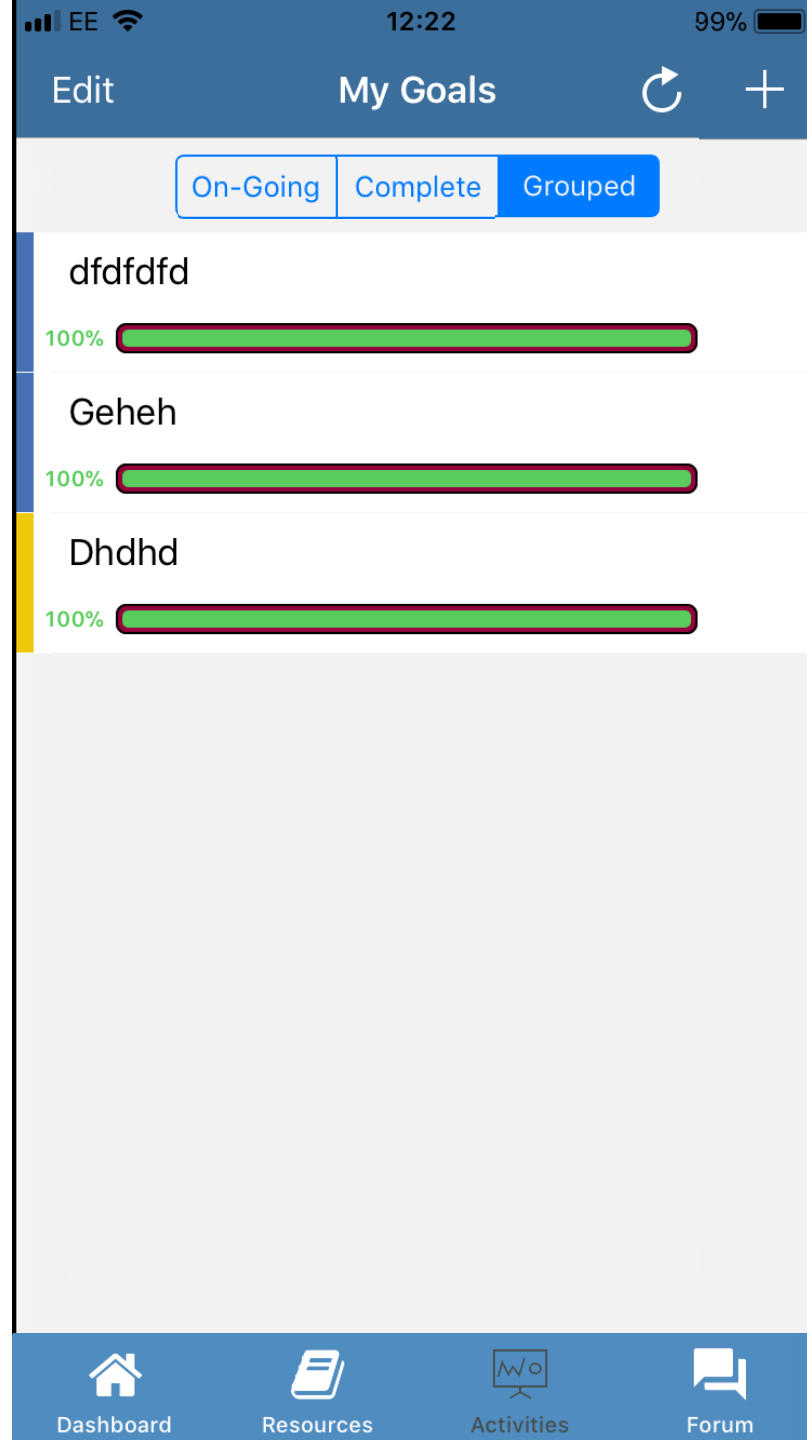 EE 12:22 99%
Edit My Goals
On-Going Complete Grouped
dfdfdfd
100%
Geheh
100%
Dhdhd
100%
Dashboard Resources Activities Forum